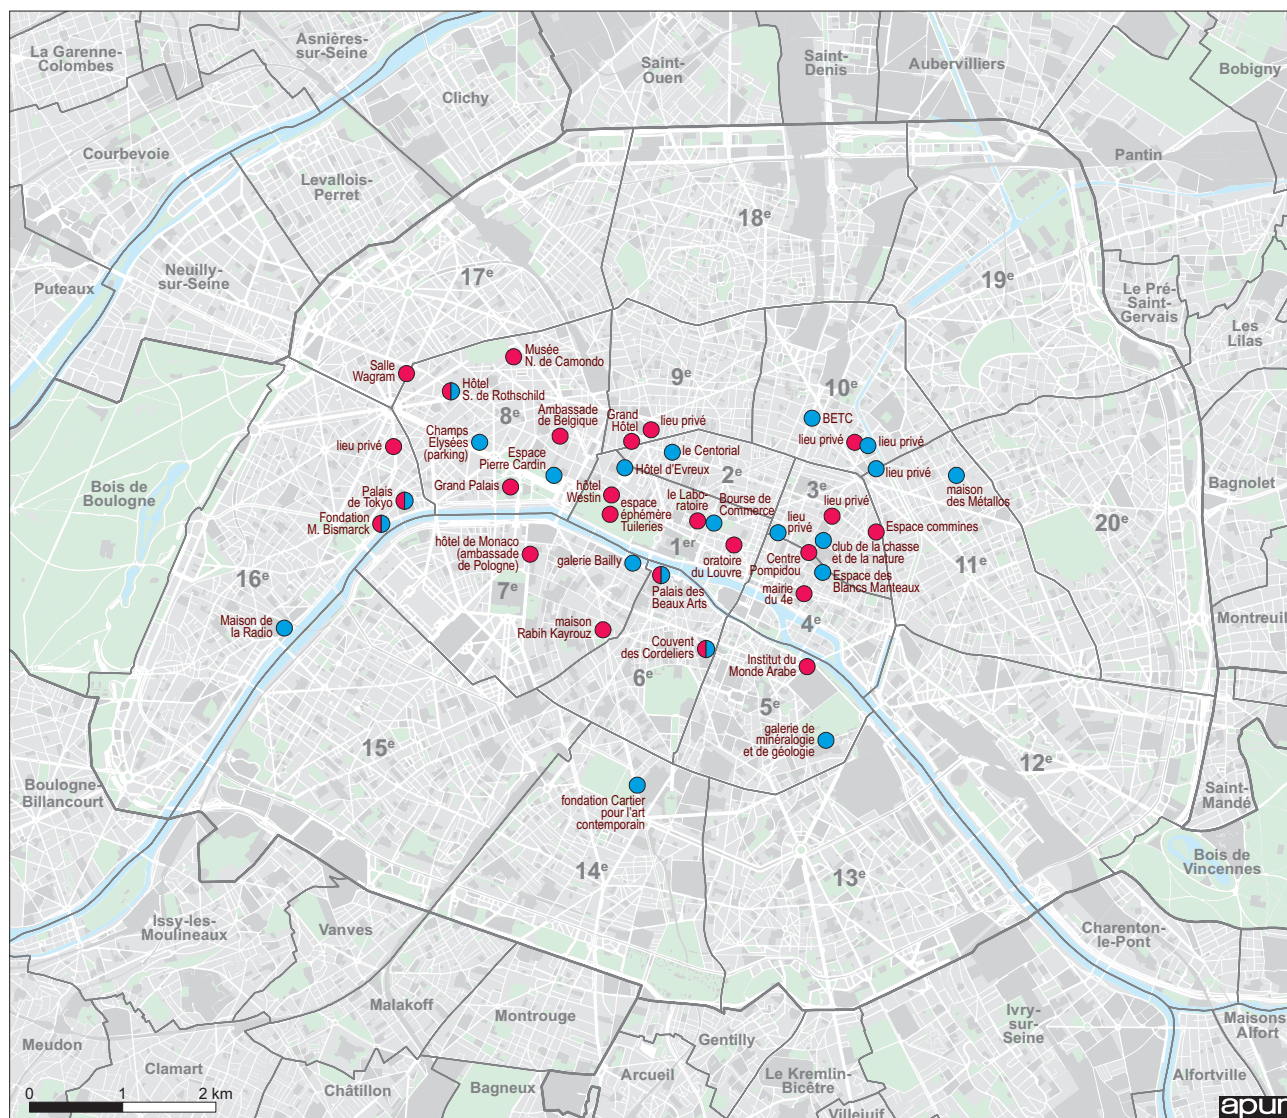 La Garenne-
Colombes
Asnières-
sur-Seine
Saint-
Ouen
Saint-
Denis
Aubervilliers
Bobigny
Clichy
Courbevoie
Levallois-
Perret
Pantin
18e
17e
19e
Neuilly-
sur-Seine
Puteaux
Le Pré-
Saint-
Gervais
Les
Lilas
Musée
N. de Camondo
Salle
Wagram
Hôtel
S. de Rothschild
9e
10e
8e
Ambassade
de Belgique
Grand
Hôtel
lieu privé
BETC
Champs
Elysées
(parking)
lieu privé
le Centorial
lieu privé
lieu privé
Espace
Pierre Cardin
Hôtel d'Evreux
2e
lieu privé
maison
des Métallos
Bois de
Boulogne
Grand Palais
hôtel
Westin
3e
Bagnolet
Palais
de Tokyo
espace
éphémère
Tuileries
le Labo-
ratoire
Bourse de
Commerce
lieu privé
lieu
privé
Espace commines
20e
Fondation
M. Bismarck
11e
hôtel de Monaco
(ambassade
de Pologne)
1er
oratoire
du Louvre
club de la chasse
et de la nature
Centre
Pompidou
galerie Bailly
Espace des
Blancs Manteaux
16e
7e
Palais des
Beaux Arts
mairie
du 4e
4e
Montreuil
Maison de
la Radio
maison
Rabih Kayrouz
Couvent
des Cordeliers
Institut du
Monde Arabe
6e
5e
15e
galerie de
minéralogie
et de géologie
12e
Boulogne-
Billancourt
Saint-
Mandé
fondation Cartier
pour l'art
contemporain
Bois de
Vincennes
14e
13e
Issy-les-
Moulineaux
Vanves
Charenton-
le-Pont
Malakoff
Montrouge
Ivry-
sur-
Seine
Maisons
Alfort
Meudon
Gentilly
Clamart
Châtillon
Bagneux
Arcueil
Le Kremlin-
Bicêtre
Alfortville
Villejuif
0 1 2 km
apur